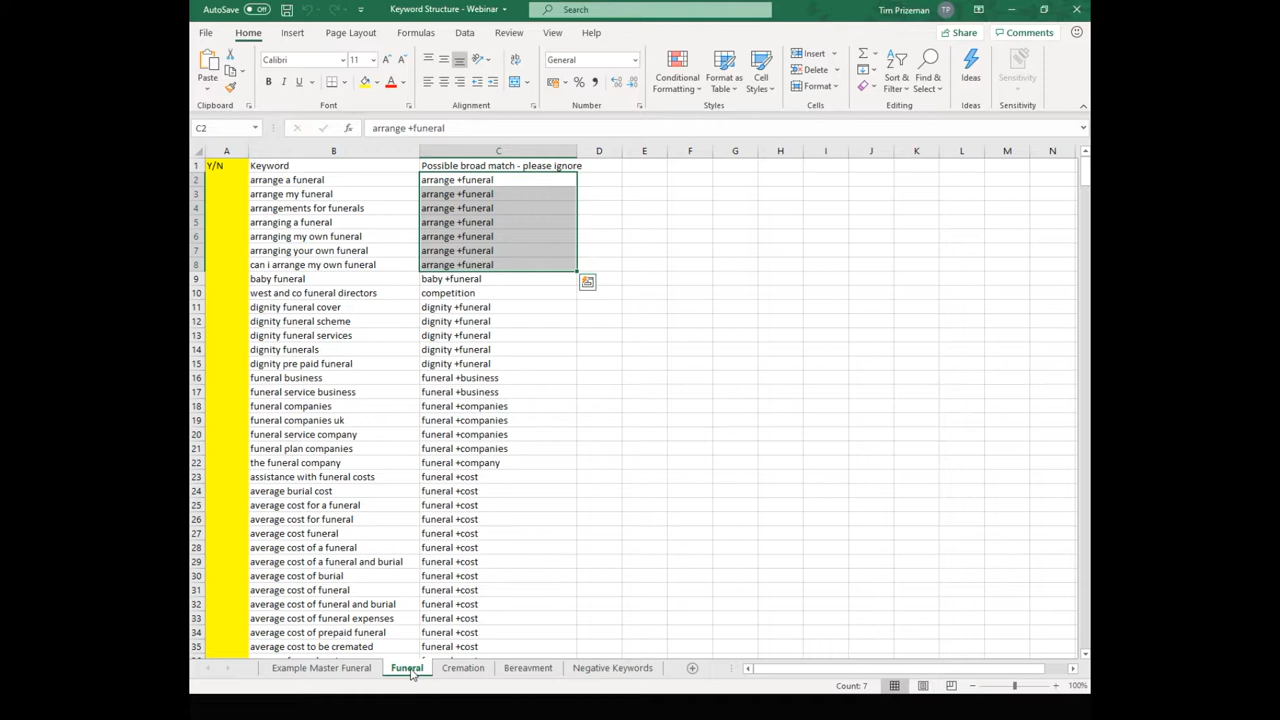 AutoSave Off Keyword Structure - Webinar Search Tim Prizeman TP
File Home Insert Page Layout Formulas Data Review View Help Share Comments
Paste Calibri 11 General Conditional Formatting Format as Table Cell Styles Insert Delete Format Sort & Filter Find & Select Ideas Sensitivity
Clipboard Font Alignment Number Styles Cells Editing Ideas Sensitivity
C2 fx arrange +funeral
A B C D E F G H I J K L M N
1 Y/N Keyword Possible broad match - please ignore
2 arrange a funeral arrange +funeral
3 arrange my funeral arrange +funeral
4 arrangements for funerals arrange +funeral
5 arranging a funeral arrange +funeral
6 arranging my own funeral arrange +funeral
7 arranging your own funeral arrange +funeral
8 can i arrange my own funeral arrange +funeral
9 baby funeral baby +funeral
10 west and co funeral directors competition
11 dignity funeral cover dignity +funeral
12 dignity funeral scheme dignity +funeral
13 dignity funeral services dignity +funeral
14 dignity funerals dignity +funeral
15 dignity pre paid funeral dignity +funeral
16 funeral business funeral +business
17 funeral service business funeral +business
18 funeral companies funeral +companies
19 funeral companies uk funeral +companies
20 funeral service company funeral +companies
21 funeral plan companies funeral +companies
22 the funeral company funeral +company
23 assistance with funeral costs funeral +cost
24 average burial cost funeral +cost
25 average cost for a funeral funeral +cost
26 average cost for funeral funeral +cost
27 average cost funeral funeral +cost
28 average cost of a funeral funeral +cost
29 average cost of a funeral and burial funeral +cost
30 average cost of burial funeral +cost
31 average cost of funeral funeral +cost
32 average cost of funeral and burial funeral +cost
33 average cost of funeral expenses funeral +cost
34 average cost of prepaid funeral funeral +cost
35 average cost to be cremated funeral +cost
Example Master Funeral Funeral Cremation Bereavment Negative Keywords
Count: 7 100%